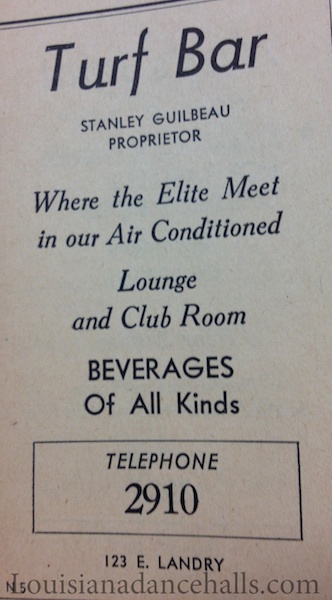 Turf Bar
STANLEY GUILBEAU
PROPRIETOR
Where the Elite Meet
in our Air Conditioned
Lounge
and Club Room
BEVERAGES
Of All Kinds
TELEPHONE
2910
123 E. LANDRY
N5
Louisianadancehalls.com